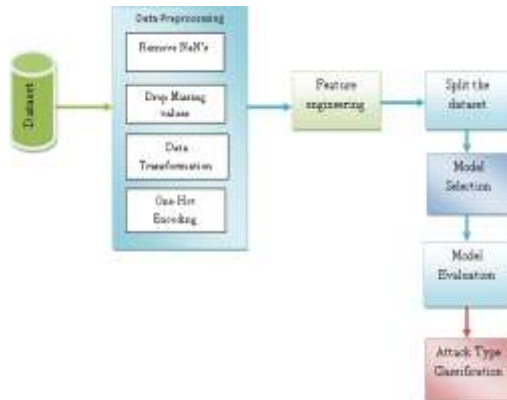 Data Preprocessing
Dataset
Remove NaN's
Drop Missing
values
Data
Transformation
One-Hot
Encoding
Feature
engineering
Split the
dataset
Model
Selection
Model
Evaluation
Attack Type
Classification